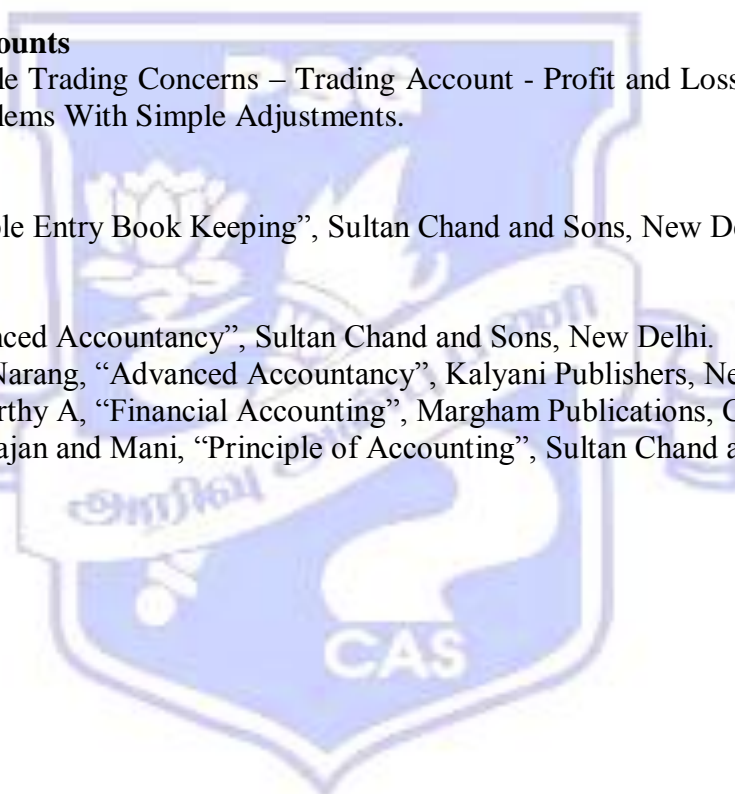 ounts
le Trading Concerns – Trading Account - Profit and Loss
lems With Simple Adjustments.
ole Entry Book Keeping”, Sultan Chand and Sons, New De
nced Accountancy”, Sultan Chand and Sons, New Delhi.
Narang, “Advanced Accountancy”, Kalyani Publishers, Ne
rthy A, “Financial Accounting”, Margham Publications, C
ajan and Mani, “Principle of Accounting”, Sultan Chand a
PSG
CAS